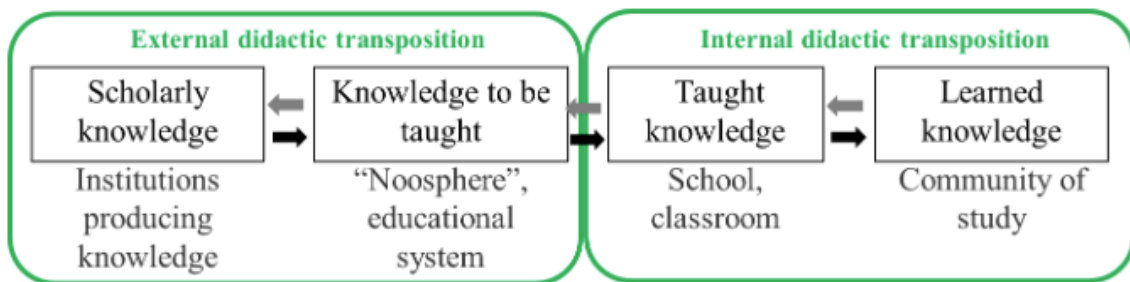 External didactic transposition
Internal didactic transposition
Scholarly
knowledge
Knowledge to be
taught
Taught
knowledge
Learned
knowledge
Institutions
producing
knowledge
“Noosphere”,
educational
system
School,
classroom
Community of
study